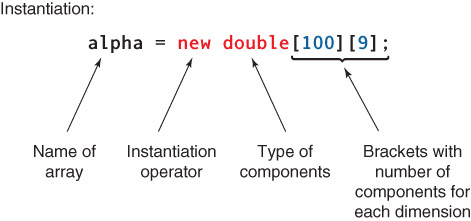 Instantiation:
alpha = new double[100][9];
Name of array
Instantiation operator
Type of components
Brackets with number of components for each dimension